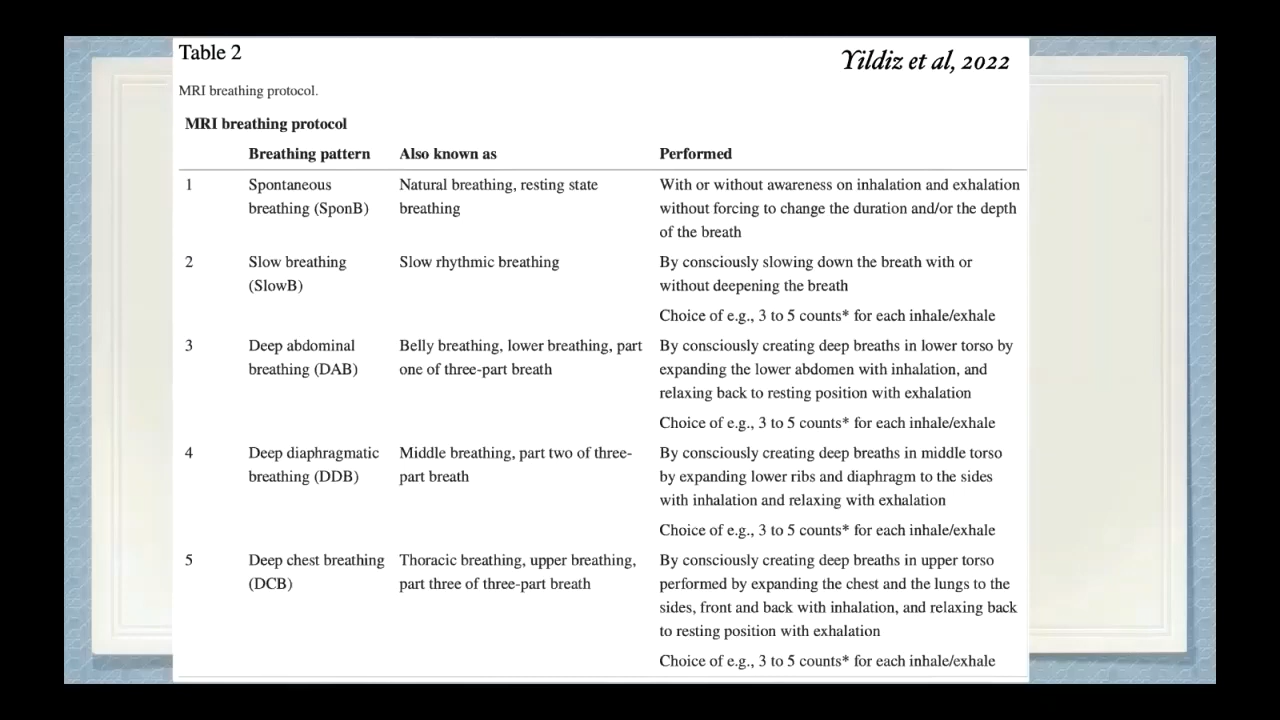 Table 2
Yildiz et al, 2022
MRI breathing protocol.
MRI breathing protocol
Breathing pattern Also known as Performed
1 Spontaneous Natural breathing, resting state With or without awareness on inhalation and exhalation
breathing (SponB) breathing without forcing to change the duration and/or the depth
of the breath
2 Slow breathing Slow rhythmic breathing By consciously slowing down the breath with or
(SlowB) without deepening the breath
Choice of e.g., 3 to 5 counts* for each inhale/exhale
3 Deep abdominal Belly breathing, lower breathing, part By consciously creating deep breaths in lower torso by
breathing (DAB) one of three-part breath expanding the lower abdomen with inhalation, and
relaxing back to resting position with exhalation
Choice of e.g., 3 to 5 counts* for each inhale/exhale
4 Deep diaphragmatic Middle breathing, part two of three- By consciously creating deep breaths in middle torso
breathing (DDB) part breath by expanding lower ribs and diaphragm to the sides
with inhalation and relaxing with exhalation
Choice of e.g., 3 to 5 counts* for each inhale/exhale
5 Deep chest breathing Thoracic breathing, upper breathing, By consciously creating deep breaths in upper torso
(DCB) part three of three-part breath performed by expanding the chest and the lungs to the
sides, front and back with inhalation, and relaxing back
to resting position with exhalation
Choice of e.g., 3 to 5 counts* for each inhale/exhale